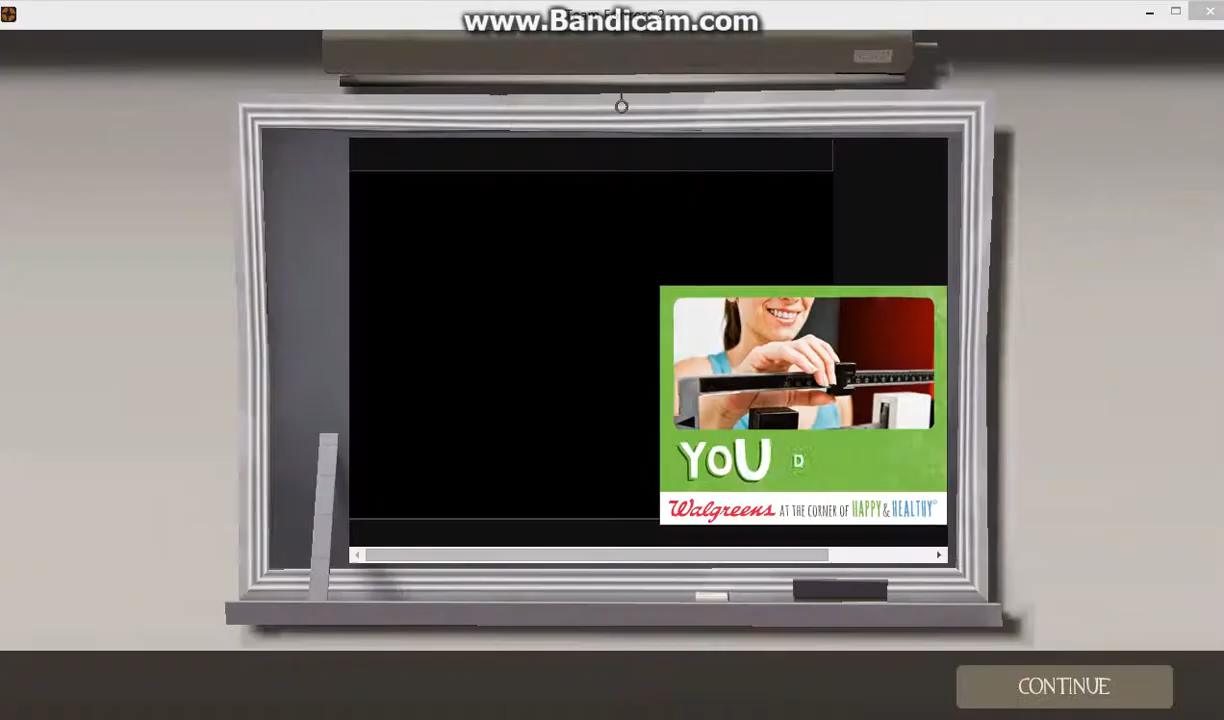 www.Bandicam.com
YOU D
Walgreens AT THE CORNER OF HAPPY & HEALTHY
CONTINUE